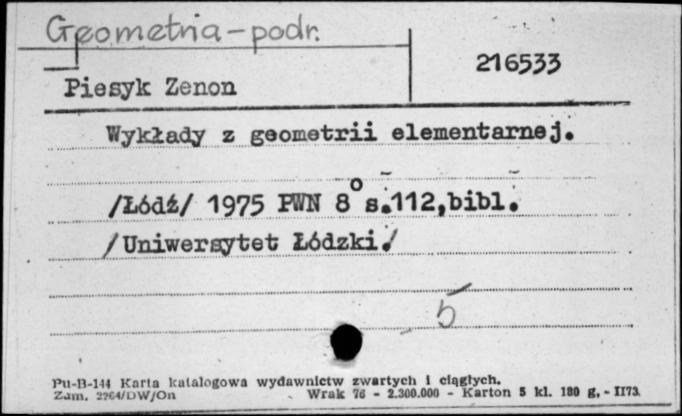 Geometria - podr.
216533
Piesyk Zenon
Wykłady z geometrii elementarnej.
/Łódź/ 1975 PWN 8° s.112,bibl.
/Uniwersytet Łódzki/
5
Pu-B-144 Karta katalogowa wydawnictw zwartych i ciągłych.
Zam. 2264/DW/On Wrak 76 - 2.300.000 - Karton 5 kl. 180 g. - II73.